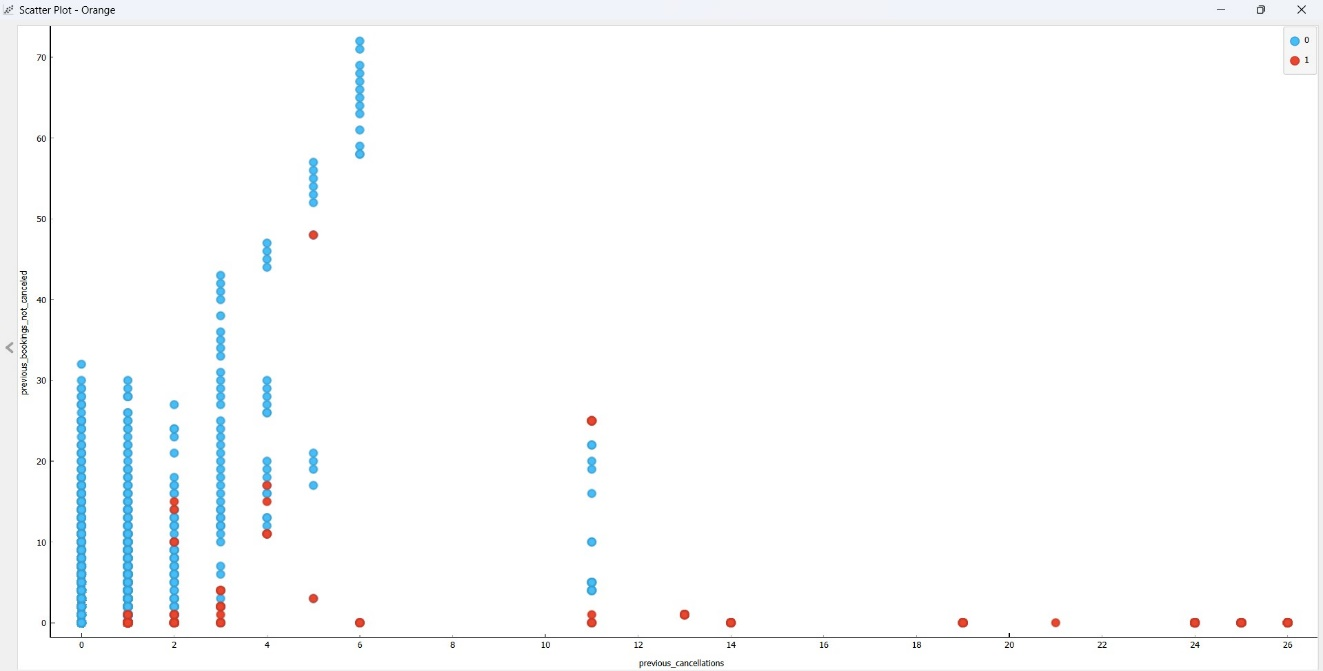 Scatter Plot - Orange
0
1
70
60
50
40
30
20
10
0
previous_bookings_not_canceled
0 2 4 6 8 10 12 14 16 18 20 22 24 26
previous_cancellations